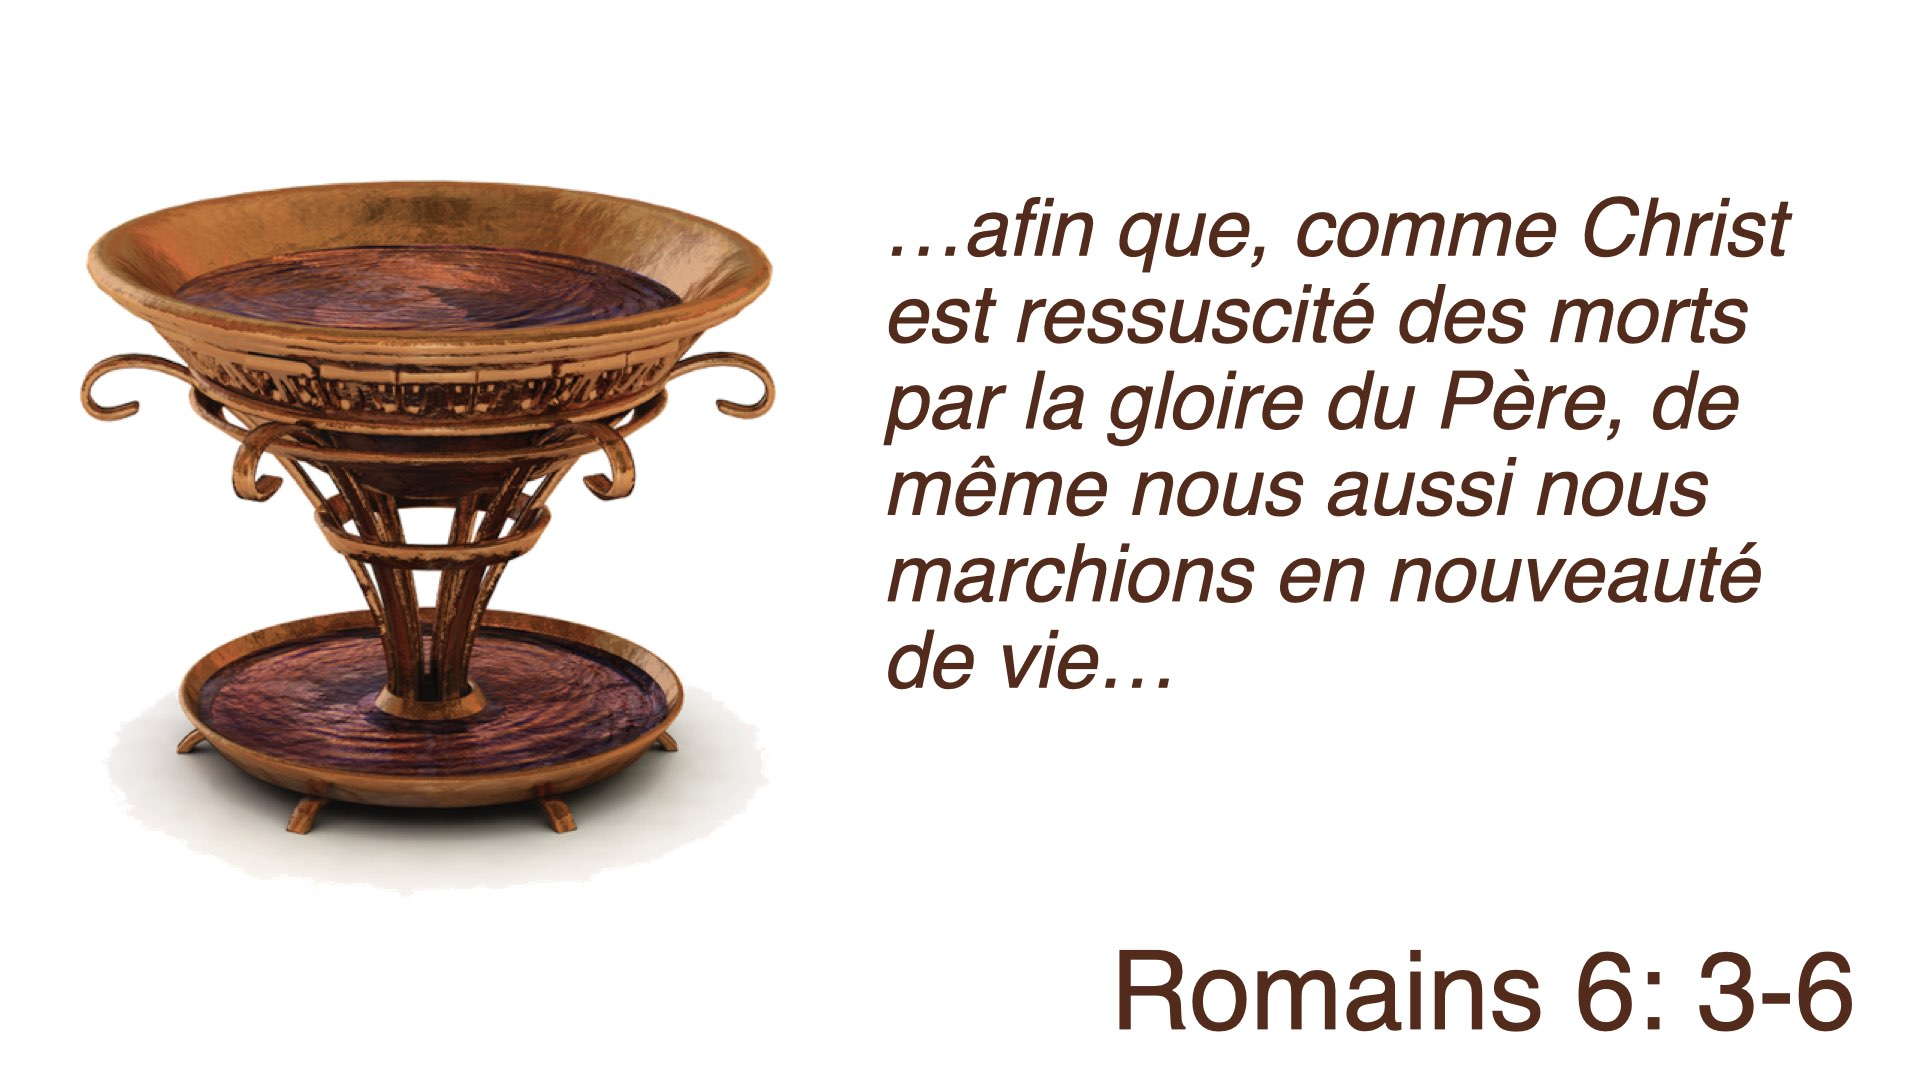 …afin que, comme Christ
est ressuscité des morts
par la gloire du Père, de
même nous aussi nous
marchions en nouveauté
de vie…
Romains 6: 3-6